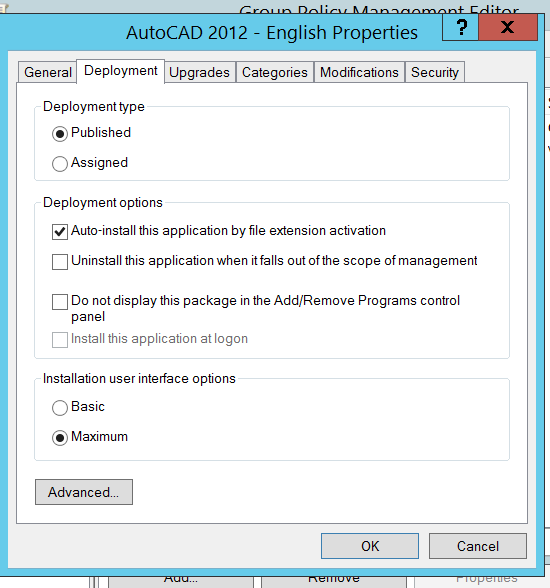 Group Policy Management Editor
AutoCAD 2012 - English Properties
?
X
General
Deployment
Upgrades
Categories
Modifications
Security
Deployment type
Published
Assigned
Deployment options
Auto-install this application by file extension activation
Uninstall this application when it falls out of the scope of management
Do not display this package in the Add/Remove Programs control
panel
Install this application at logon
Installation user interface options
Basic
Maximum
Advanced...
OK
Cancel
Add...
Remove
Properties